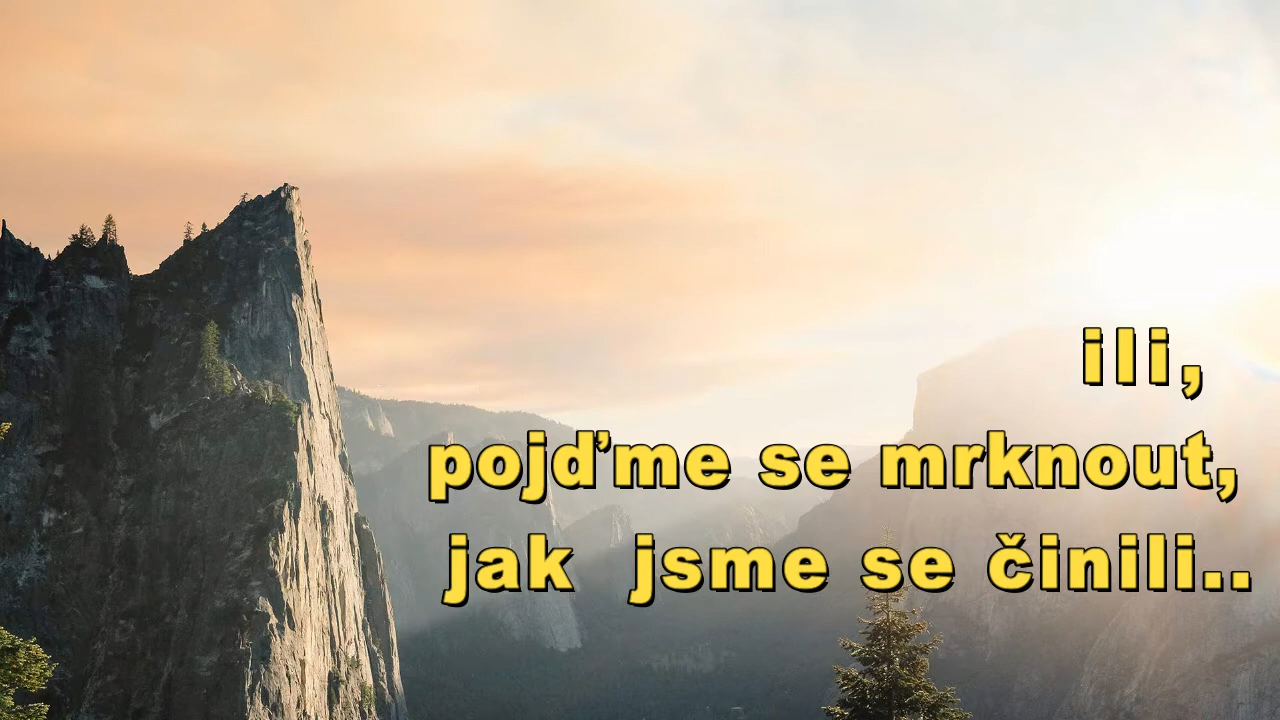 ili,
pojďme se mrknout,
jak jsme se činili..